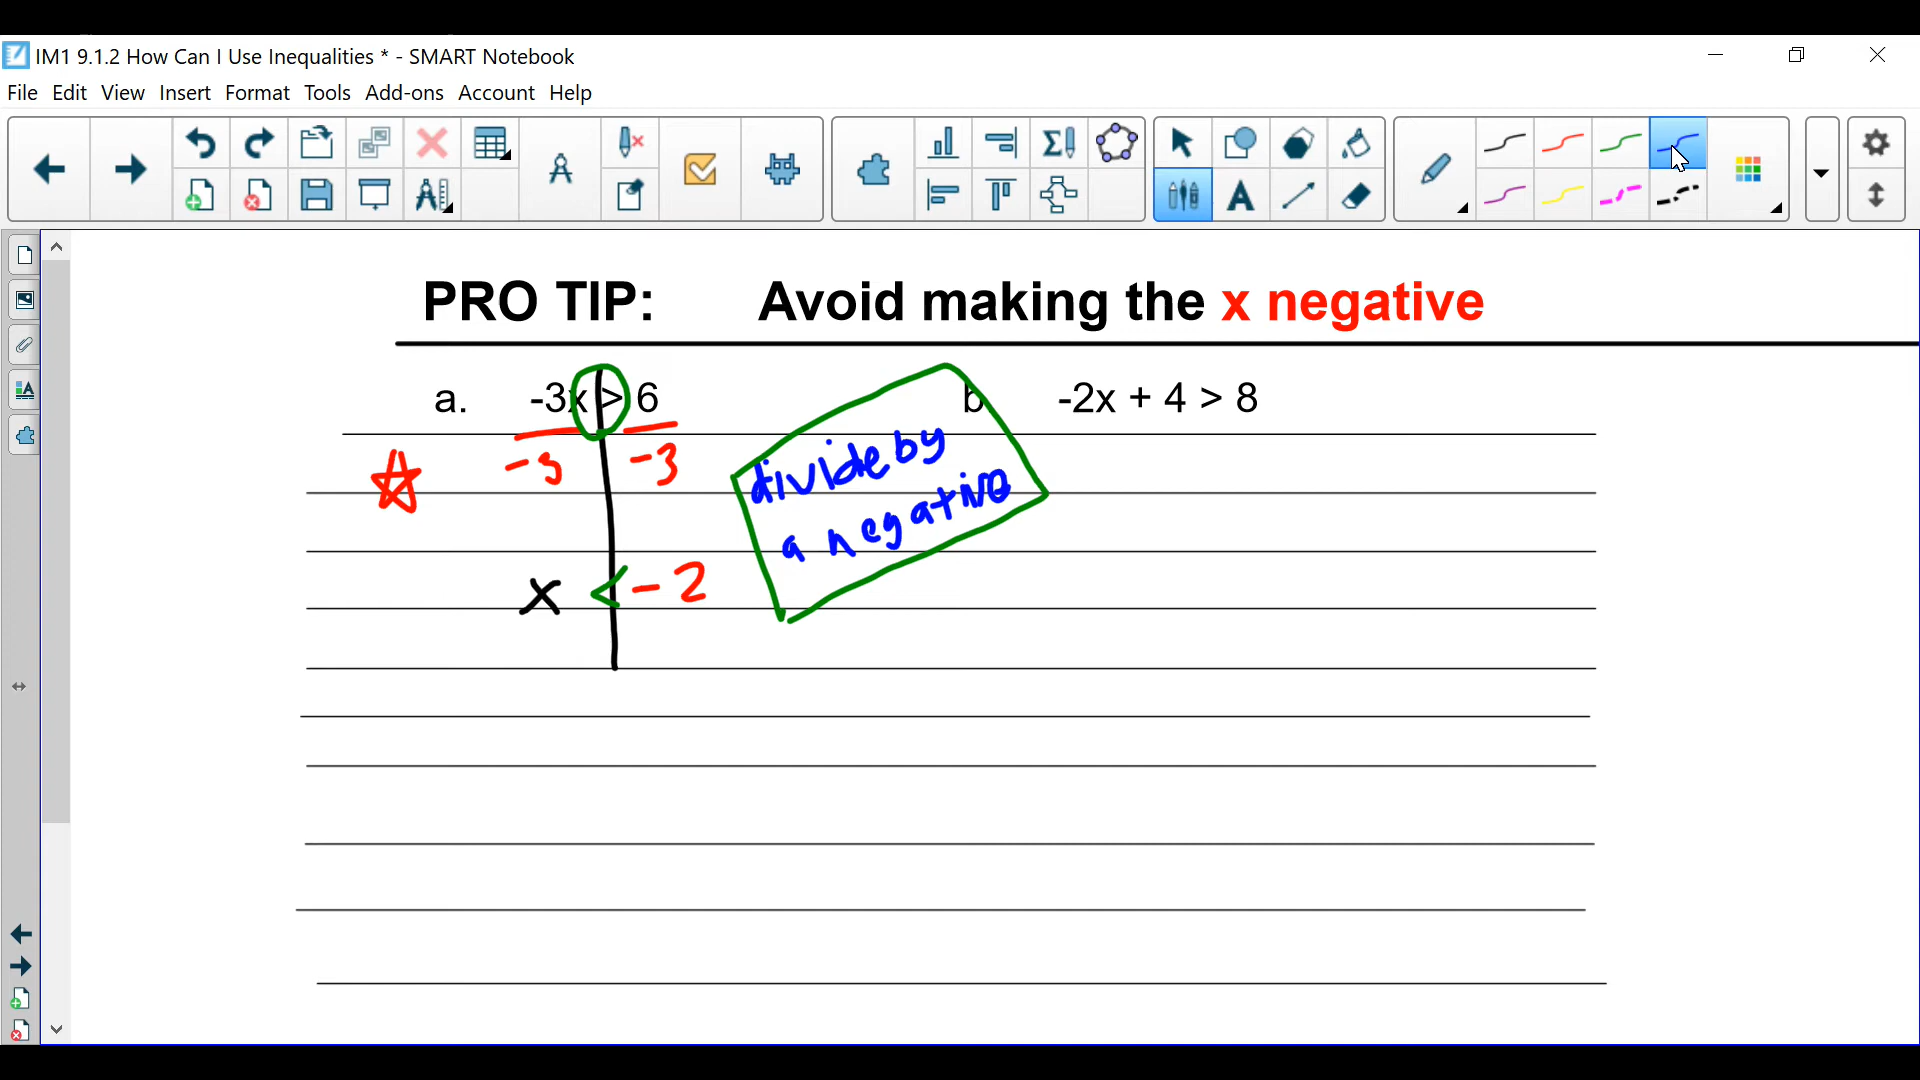 IM1 9.1.2 How Can I Use Inequalities * - SMART Notebook
File Edit View Insert Format Tools Add-ons Account Help
PRO TIP: Avoid making the x negative
a. -3x > 6
b -2x + 4 > 8
-3 -3
divide by
a negative
x < - 2